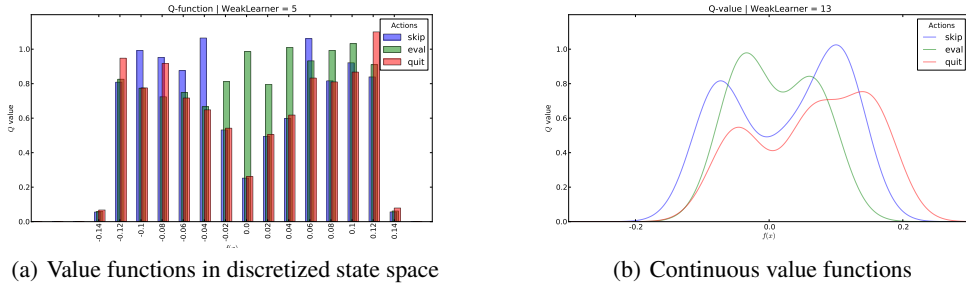 Q-function | WeakLearner = 5
Actions
skip
eval
quit
Q value
1.0
0.8
0.6
0.4
0.2
0.0
-0.14
-0.12
-0.1
-0.08
-0.06
-0.04
-0.02
0.0
0.02
0.04
0.06
0.08
0.1
0.12
0.14
f(x)
(a) Value functions in discretized state space
Q-value | WeakLearner = 13
Actions
skip
eval
quit
Q value
1.0
0.8
0.6
0.4
0.2
0.0
-0.2
0.0
0.2
f(x)
(b) Continuous value functions